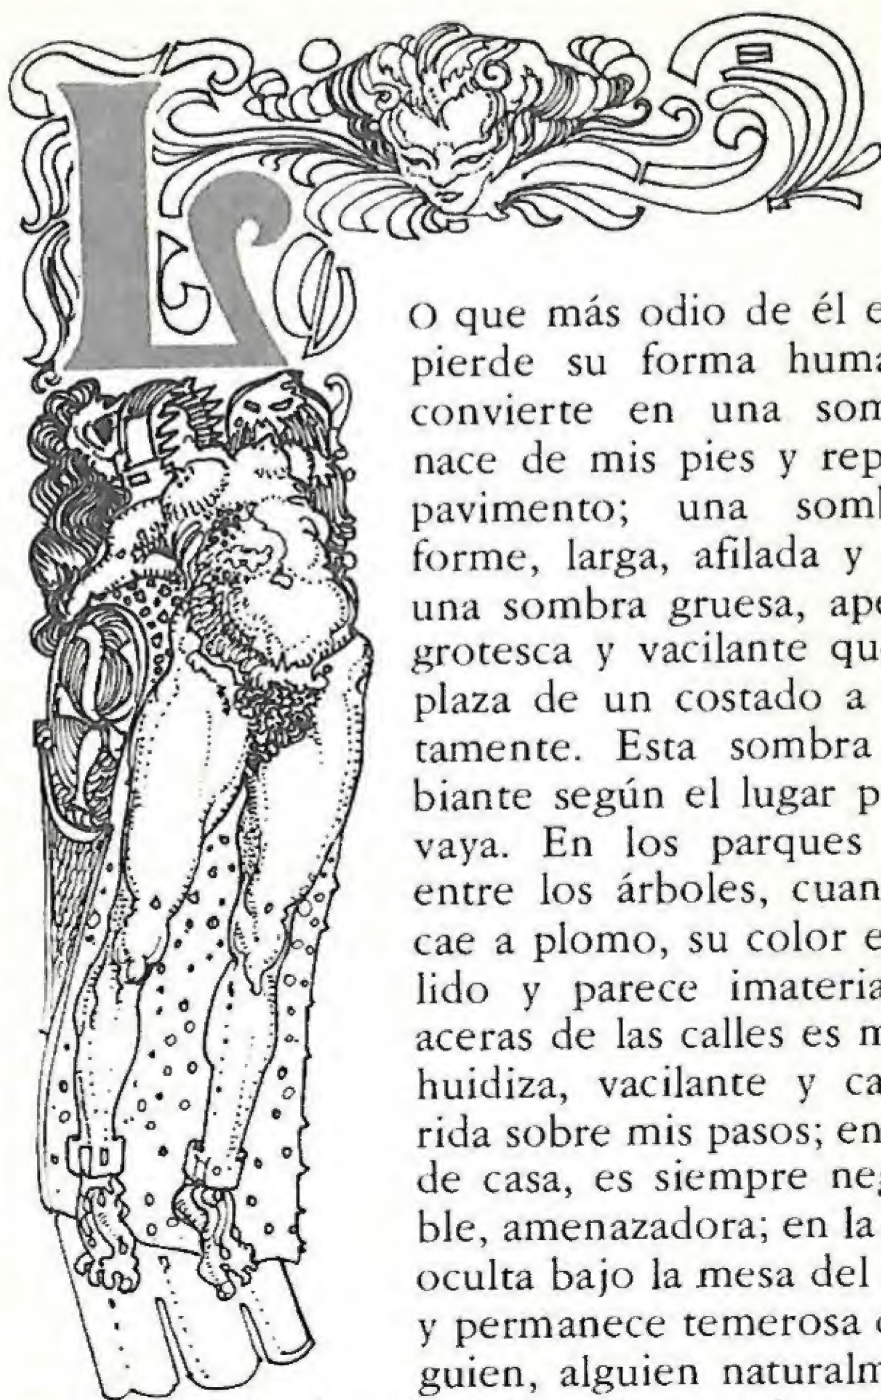 L
O que más odio de él e
pierde su forma huma
convierte en una som
nace de mis pies y rep
pavimento; una somb
forme, larga, afilada y
una sombra gruesa, ape
grotesca y vacilante qu
plaza de un costado a
tamente. Esta sombra
biante según el lugar p
vaya. En los parques
entre los árboles, cuan
cae a plomo, su color e
lido y parece imateria
aceras de las calles es m
huidiza, vacilante y ca
rida sobre mis pasos; en
de casa, es siempre neg
ble, amenazadora; en la
oculta bajo la mesa del
y permanece temerosa
guien, alguien naturalm